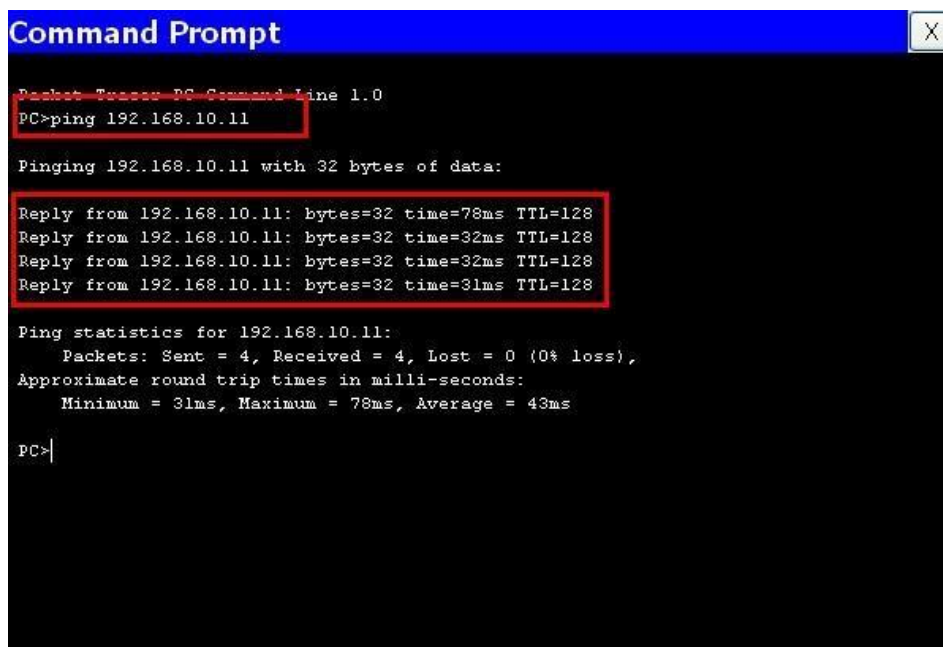 Command Prompt
X
Packet Tracer PC Command Line 1.0
PC>ping 192.168.10.11
Pinging 192.168.10.11 with 32 bytes of data:
Reply from 192.168.10.11: bytes=32 time=78ms TTL=128
Reply from 192.168.10.11: bytes=32 time=32ms TTL=128
Reply from 192.168.10.11: bytes=32 time=32ms TTL=128
Reply from 192.168.10.11: bytes=32 time=31ms TTL=128
Ping statistics for 192.168.10.11:
Packets: Sent = 4, Received = 4, Lost = 0 (0% loss),
Approximate round trip times in milli-seconds:
Minimum = 31ms, Maximum = 78ms, Average = 43ms
PC>